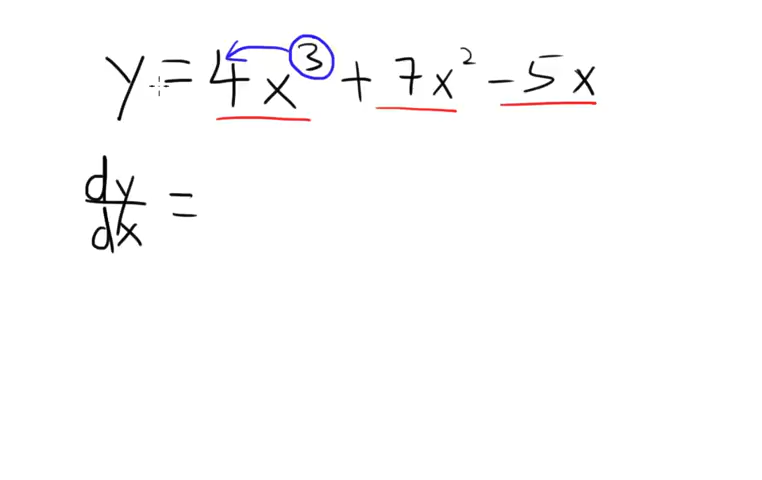 y = 4x³ + 7x² - 5x
dy/dx =